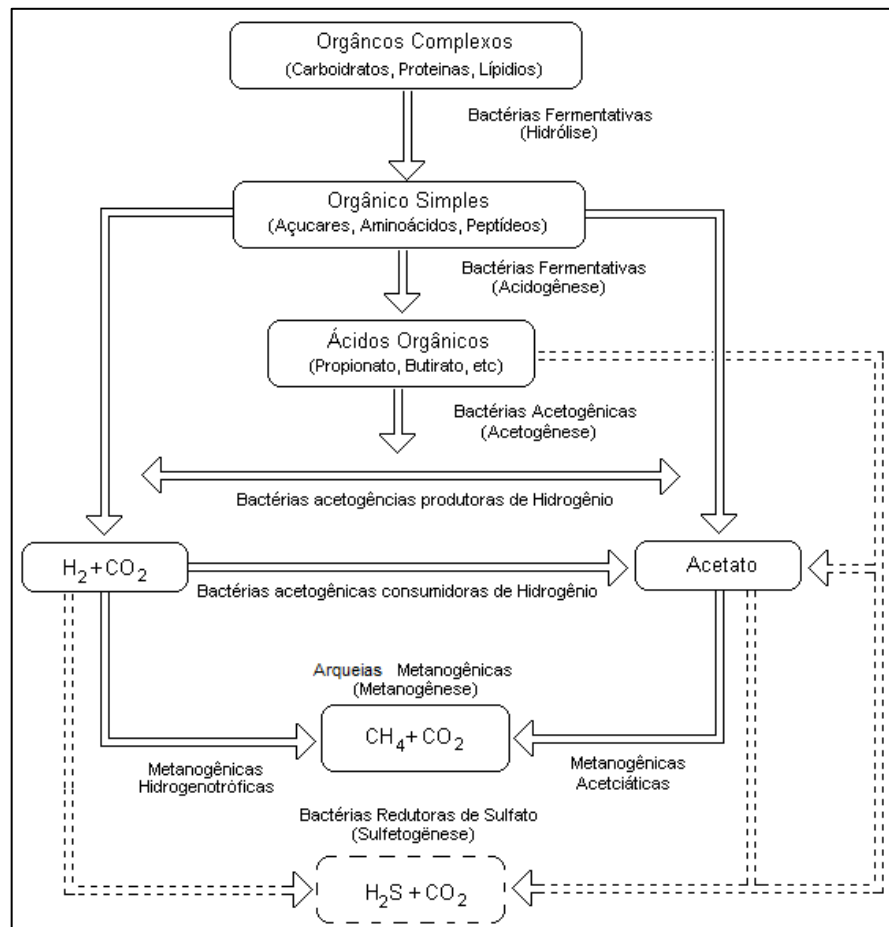 Orgâncos Complexos
(Carboidratos, Proteinas, Lípidios)
Bactérias Fermentativas
(Hidrólise)
Orgânico Simples
(Açucares, Aminoácidos, Peptídeos)
Bactérias Fermentativas
(Acidogênese)
Ácidos Orgânicos
(Propionato, Butirato, etc)
Bactérias Acetogênicas
(Acetogênese)
Bactérias acetogências produtoras de Hidrogênio
H₂+CO₂
Acetato
Bactérias acetogênicas consumidoras de Hidrogênio
Arqueias Metanogênicas
(Metanogênese)
CH₄+CO₂
Metanogênicas
Hidrogenotróficas
Metanogênicas
Acetciáticas
Bactérias Redutoras de Sulfato
(Sulfetogënese)
H₂S+CO₂